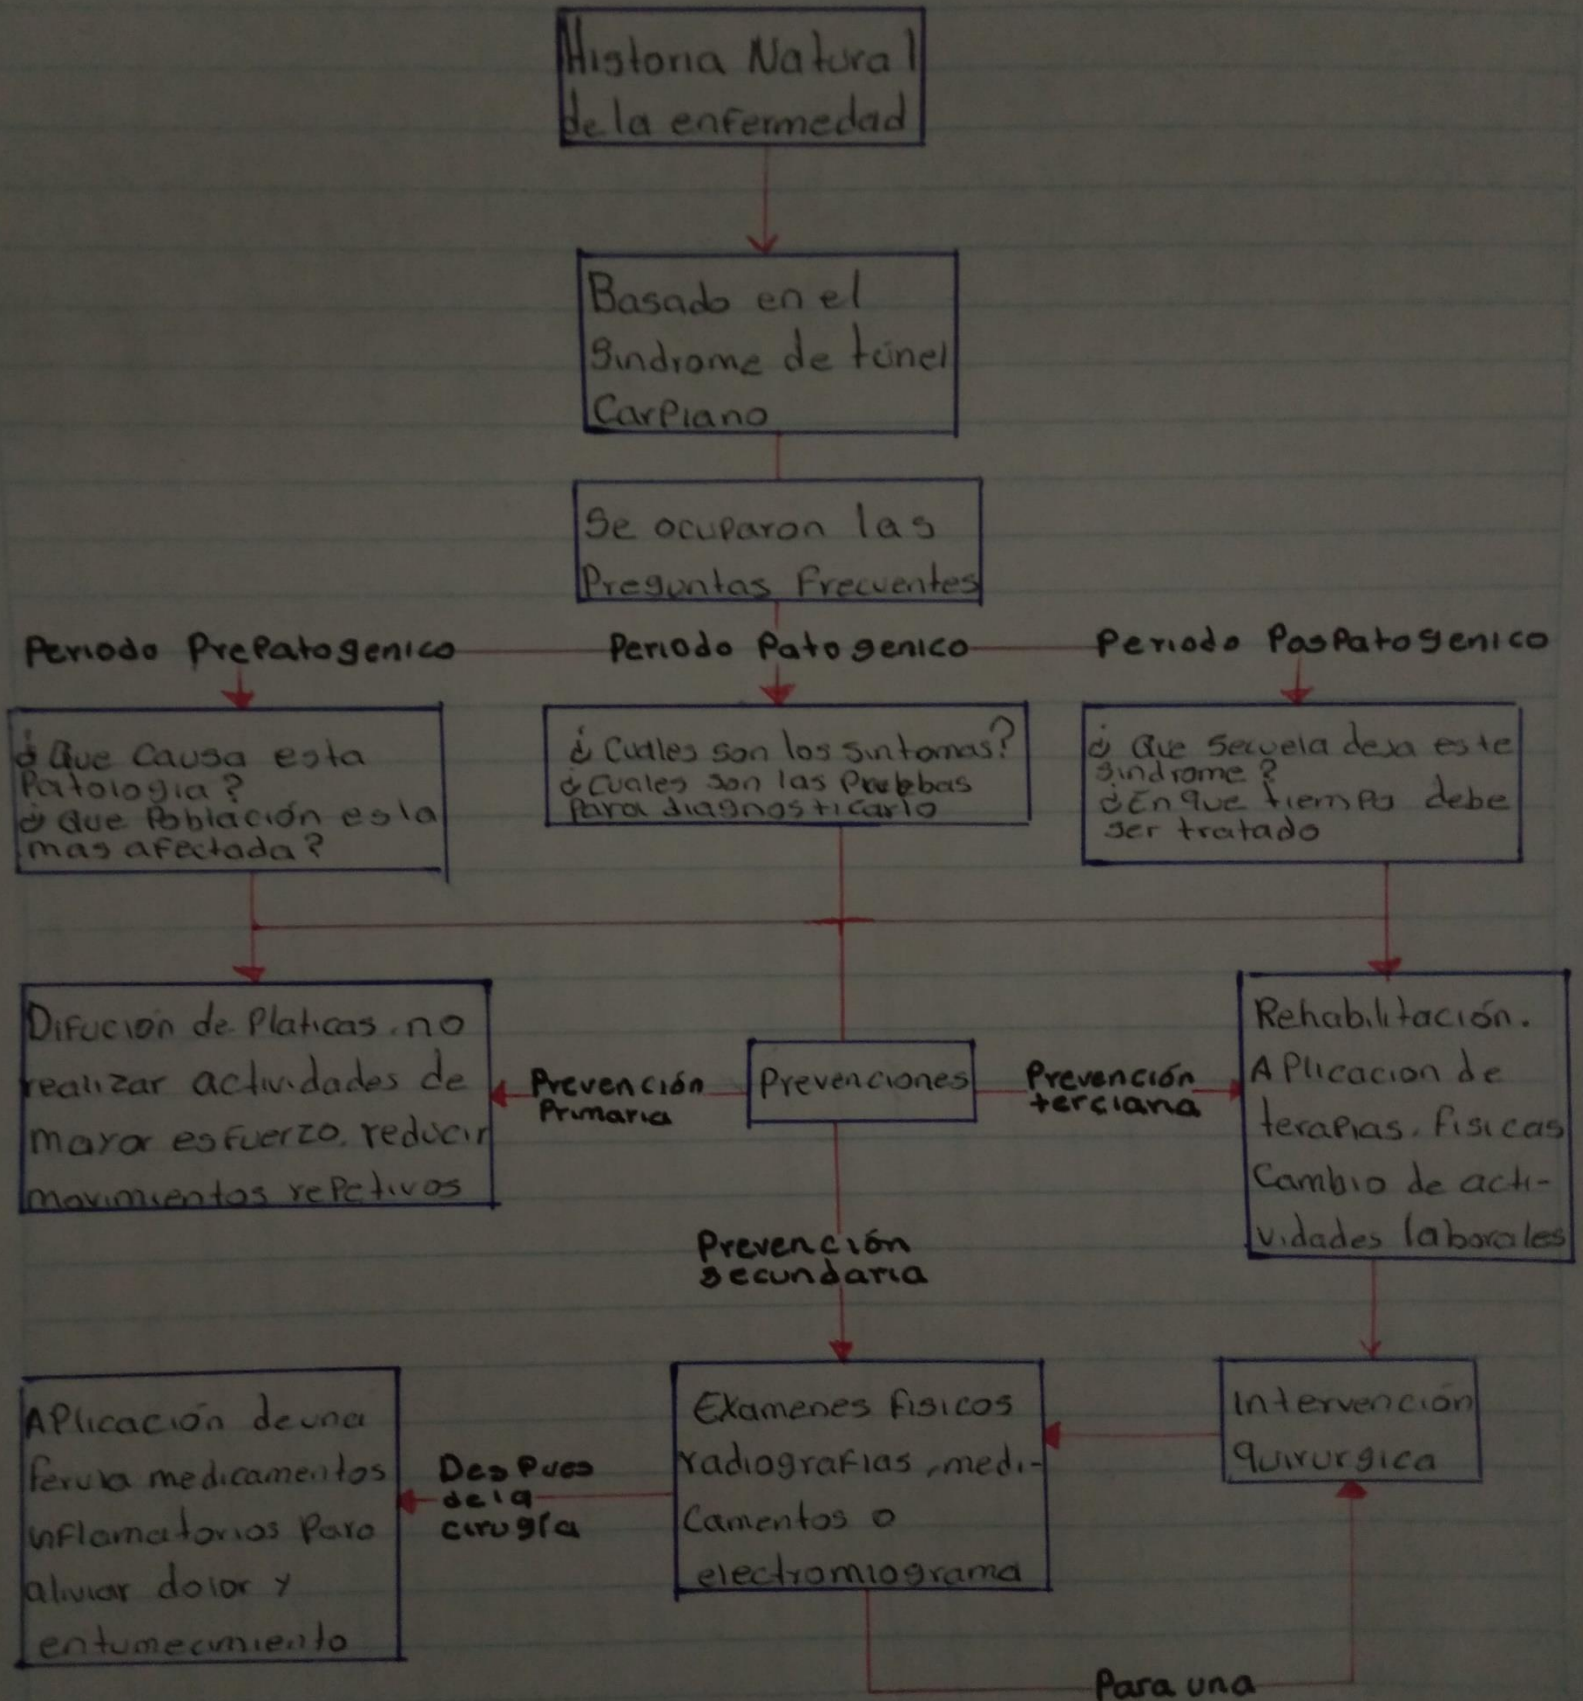 Historia Natural
de la enfermedad
Basado en el
Sindrome de túnel
Carpiano
Se ocuparon las
Preguntas Frecuentes
Periodo Prepatogenico
Periodo Patogenico
Periodo Pospatogenico
¿Que causa esta
Patologia?
¿Que Población es la
mas afectada?
¿Cuales son los sintomas?
¿Cuales son las Pruebas
Para diagnosticarlo
¿Que secuela deja este
sindrome?
¿En que tiempo debe
ser tratado
Difucion de Platicas. no
realizar actividades de
mayor esfuerzo. reducir
movimientos repetivos
Prevención
Primaria
Prevenciones
Prevención
terciaria
Rehabilitación.
Aplicacion de
terapias. Fisicas
Cambio de acti-
vidades laborales
Prevención
secundaria
Aplicación de una
ferula medicamentos
inflamatorios Para
aliviar dolor y
entumecimiento
Despues
de la
cirugía
Examenes Fisicos
radiografias, medi-
camentos o
electromiograma
Intervención
quirurgica
Para una